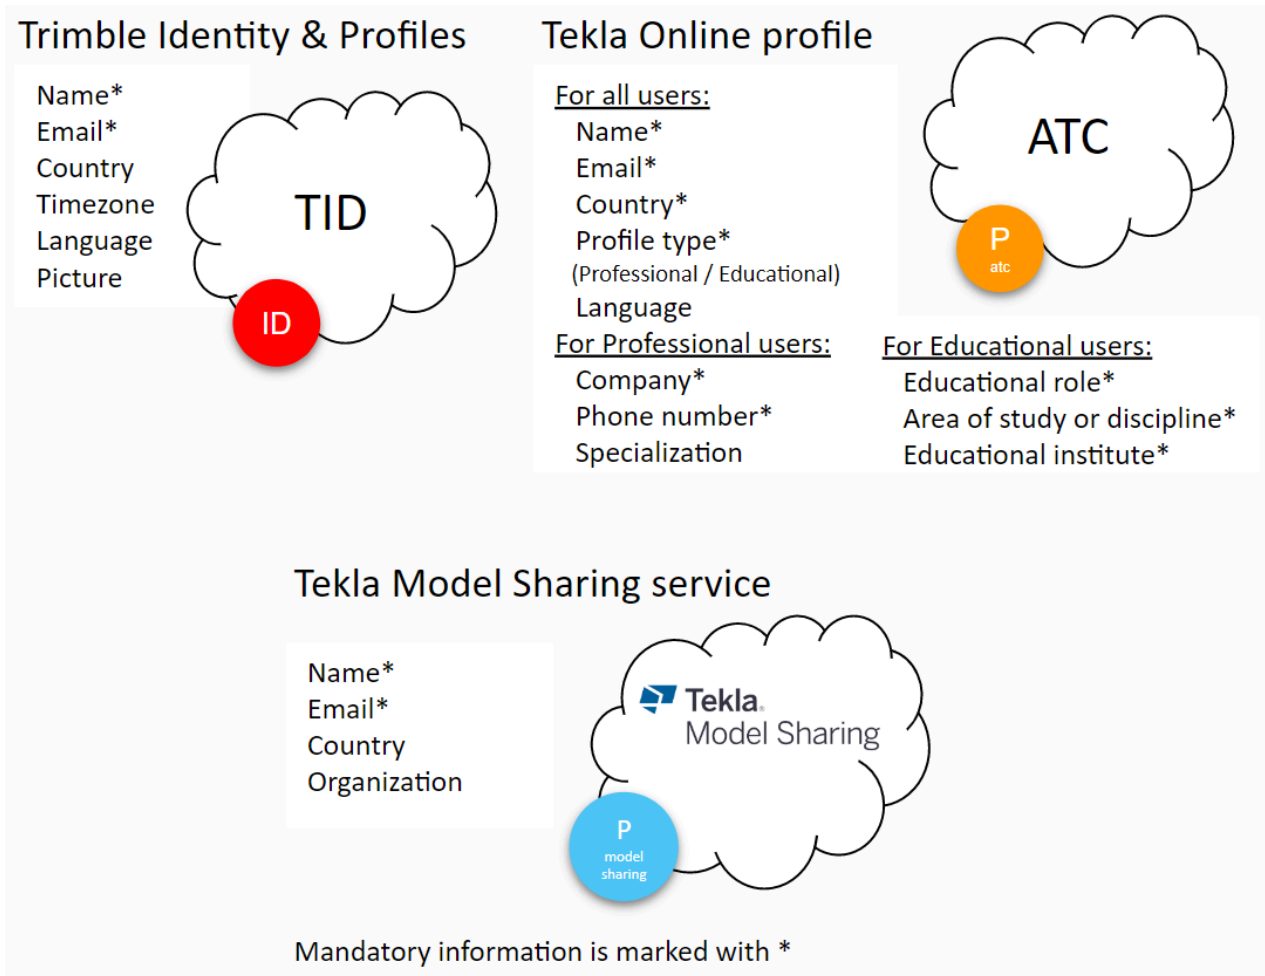 Trimble Identity & Profiles
Name*
Email*
Country
Timezone
Language
Picture
TID
ID
Tekla Online profile
For all users:
Name*
Email*
Country*
Profile type*
(Professional / Educational)
Language
For Professional users:
Company*
Phone number*
Specialization
ATC
P
atc
For Educational users:
Educational role*
Area of study or discipline*
Educational institute*
Tekla Model Sharing service
Name*
Email*
Country
Organization
Tekla®
Model Sharing
P
model
sharing
Mandatory information is marked with *